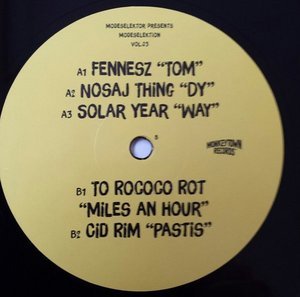 MODESELEKTOR PRESENTS
MODESELEKTION
VOL.03
A1 FENNESZ “TOM”
A2 NOSAJ THING “DY”
A3 SOLAR YEAR “WAY”
MONKEYTOWN
RECORDS
B1 TO ROCOCO ROT
“MILES AN HOUR”
B2 CID RIM “PASTIS”